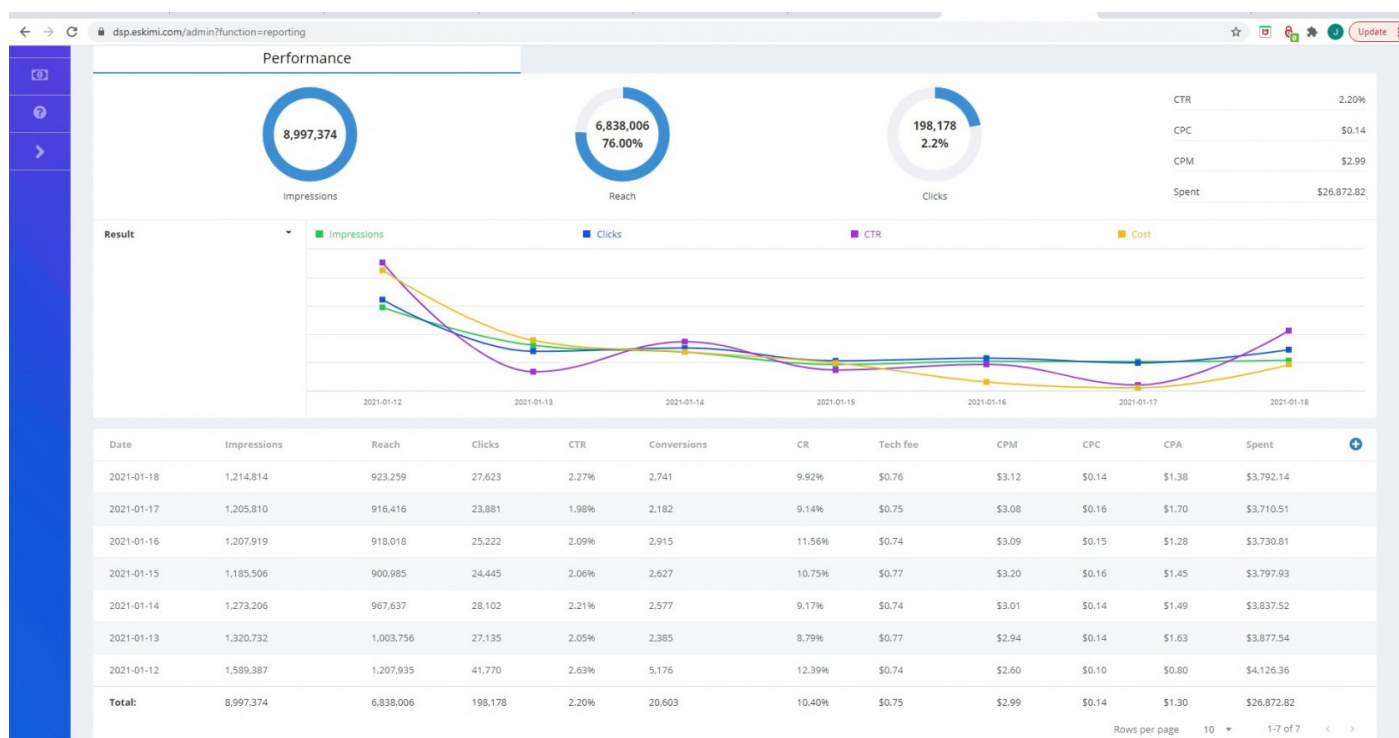 dsp.eskimi.com/admin?function=reporting
J
Update
Performance
8,997,374
Impressions
6,838,006
76.00%
Reach
198,178
2.2%
Clicks
CTR 2.20%
CPC $0.14
CPM $2.99
Spent $26,872.82
Result
Impressions Clicks CTR Cost
2021-01-12 2021-01-13 2021-01-14 2021-01-15 2021-01-16 2021-01-17 2021-01-18
Date Impressions Reach Clicks CTR Conversions CR Tech fee CPM CPC CPA Spent
2021-01-18 1,214,814 923,259 27,623 2.27% 2,741 9.92% $0.76 $3.12 $0.14 $1.38 $3,792.14
2021-01-17 1,205,810 916,416 23,881 1.98% 2,182 9.14% $0.75 $3.08 $0.16 $1.70 $3,710.51
2021-01-16 1,207,919 918,018 25,222 2.09% 2,915 11.56% $0.74 $3.09 $0.15 $1.28 $3,730.81
2021-01-15 1,185,506 900,985 24,445 2.06% 2,627 10.75% $0.77 $3.20 $0.16 $1.45 $3,797.93
2021-01-14 1,273,206 967,637 28,102 2.21% 2,577 9.17% $0.74 $3.01 $0.14 $1.49 $3,837.52
2021-01-13 1,320,732 1,003,756 27,135 2.05% 2,385 8.79% $0.77 $2.94 $0.14 $1.63 $3,877.54
2021-01-12 1,589,387 1,207,935 41,770 2.63% 5,176 12.39% $0.74 $2.60 $0.10 $0.80 $4,126.36
Total: 8,997,374 6,838,006 198,178 2.20% 20,603 10.40% $0.75 $2.99 $0.14 $1.30 $26,872.82
Rows per page 10 1-7 of 7